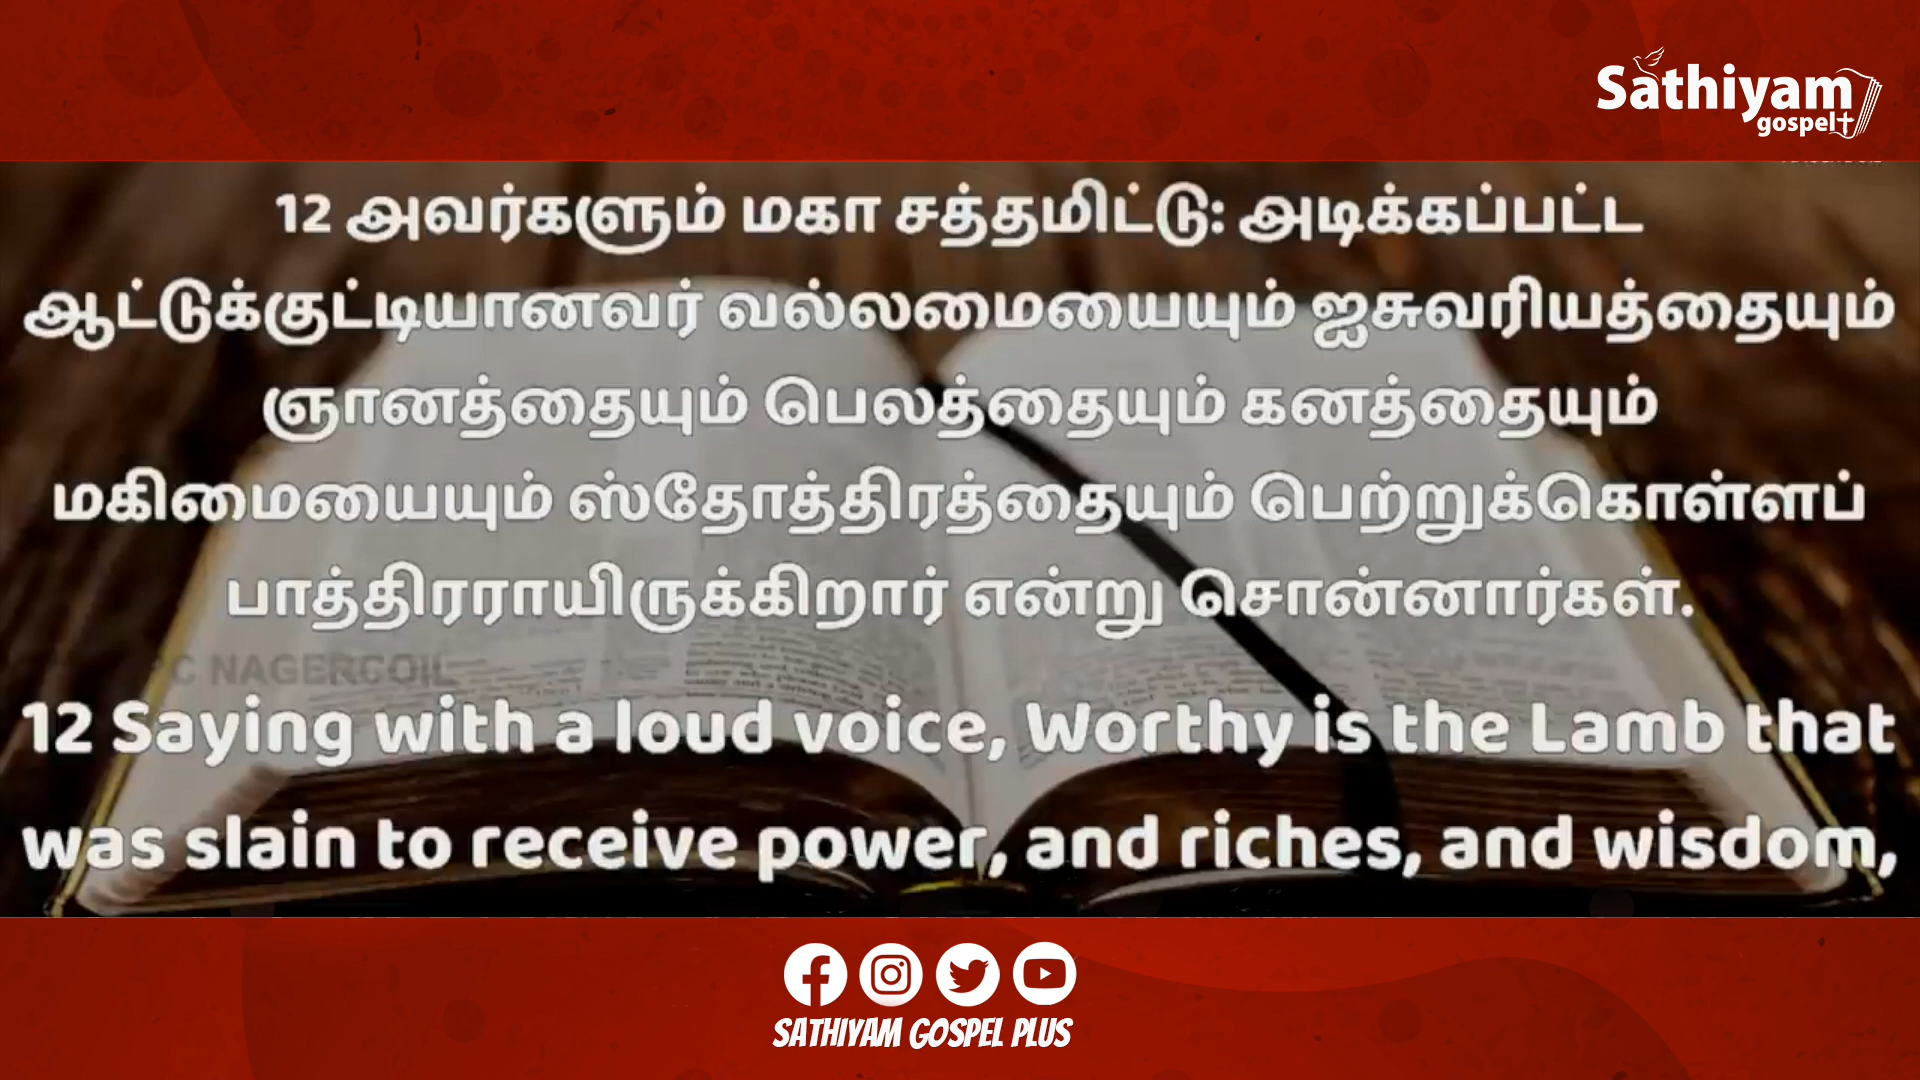 Sathiyam
gospel
12 அவர்களும் மகா சத்தமிட்டு: அடிக்கப்பட்ட
ஆட்டுக்குட்டியானவர் வல்லமையையும் ஐசுவரியத்தையும்
ஞானத்தையும் பெலத்தையும் கனத்தையும்
மகிமையையும் ஸ்தோத்திரத்தையும் பெற்றுக்கொள்ளப்
பாத்திரராயிருக்கிறார் என்று சொன்னார்கள்.
NAGERCOIL
12 Saying with a loud voice, Worthy is the Lamb that
was slain to receive power, and riches, and wisdom,
SATHIYAM GOSPEL PLUS